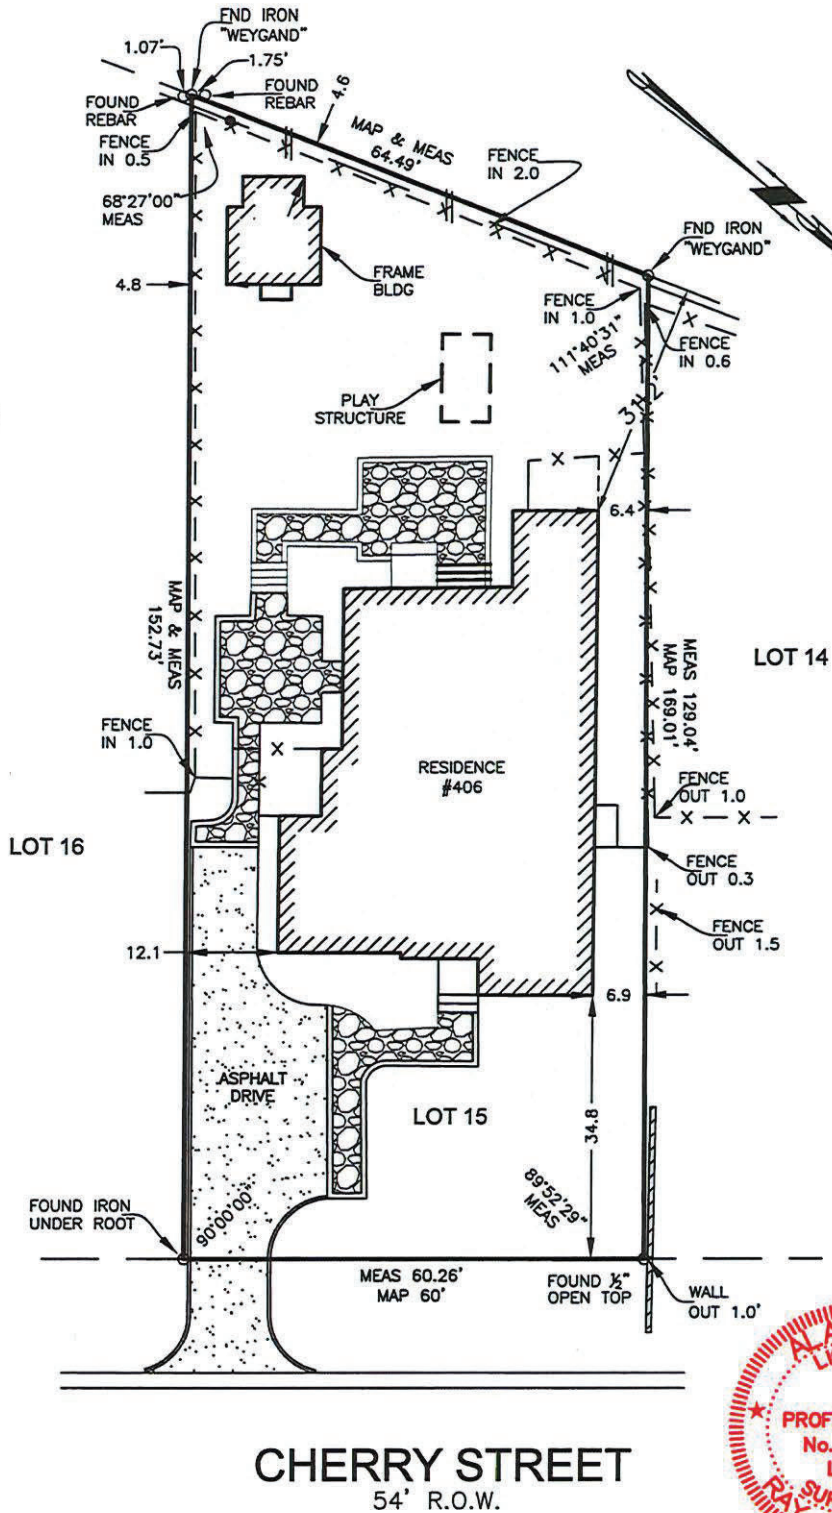 FND IRON
"WEYGAND"
1.07'
1.75'
FOUND
REBAR
FOUND
REBAR
4.6
MAP & MEAS
64.49'
FENCE
IN 0.5
FENCE
IN 2.0
68°27'00"
MEAS
FND IRON
"WEYGAND"
4.8
FRAME
BLDG
FENCE
IN 1.0
111°40'31"
MEAS
FENCE
IN 0.6
PLAY
STRUCTURE
31.2'
6.4
MAP & MEAS
152.73'
MEAS 129.04'
MAP 169.01'
LOT 14
FENCE
IN 1.0
RESIDENCE
#406
FENCE
OUT 1.0
LOT 16
FENCE
OUT 0.3
FENCE
OUT 1.5
12.1
6.9
ASPHALT
DRIVE
LOT 15
34.8
FOUND IRON
UNDER ROOT
90°00'00"
89°52'29"
MEAS
MEAS 60.26'
MAP 60'
FOUND ½"
OPEN TOP
WALL
OUT 1.0'
ALA
LI
PROF
No.
L
SUR
RAY
CHERRY STREET
54' R.O.W.